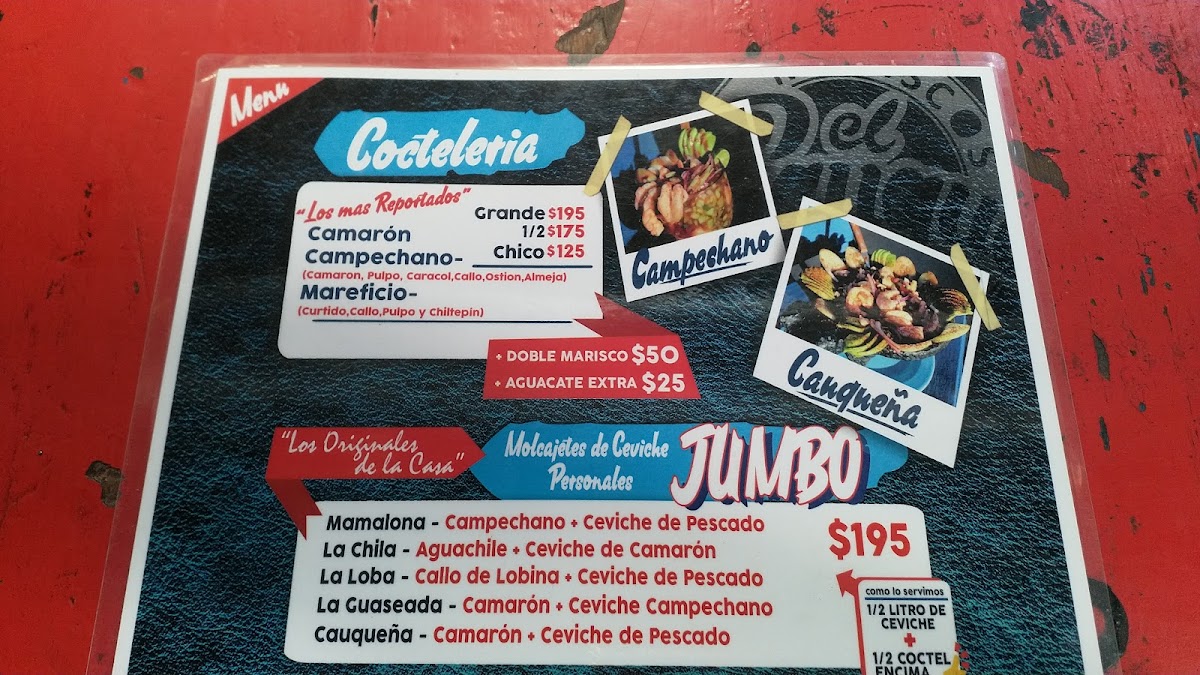 Menu
Cocteleria
"Los mas Reportados"
Grande $195
1/2 $175
Chico $125
Camarón
Campechano-
(Camaron, Pulpo, Caracol,Callo,Ostion,Almeja)
Mareficio-
(Curtido,Callo,Pulpo y Chiltepín)
+ DOBLE MARISCO $50
+ AGUACATE EXTRA $25
Campechano
Cauqueña
Del
"Los Originales
de la Casa"
Molcajetes de Ceviche
Personales
JUMBO
Mamalona - Campechano + Ceviche de Pescado
La Chila - Aguachile + Ceviche de Camarón
La Loba - Callo de Lobina + Ceviche de Pescado
La Guaseada - Camarón + Ceviche Campechano
Cauqueña - Camarón + Ceviche de Pescado
$195
como lo servimos
1/2 LITRO DE
CEVICHE
+
1/2 COCTEL
ENCIMA